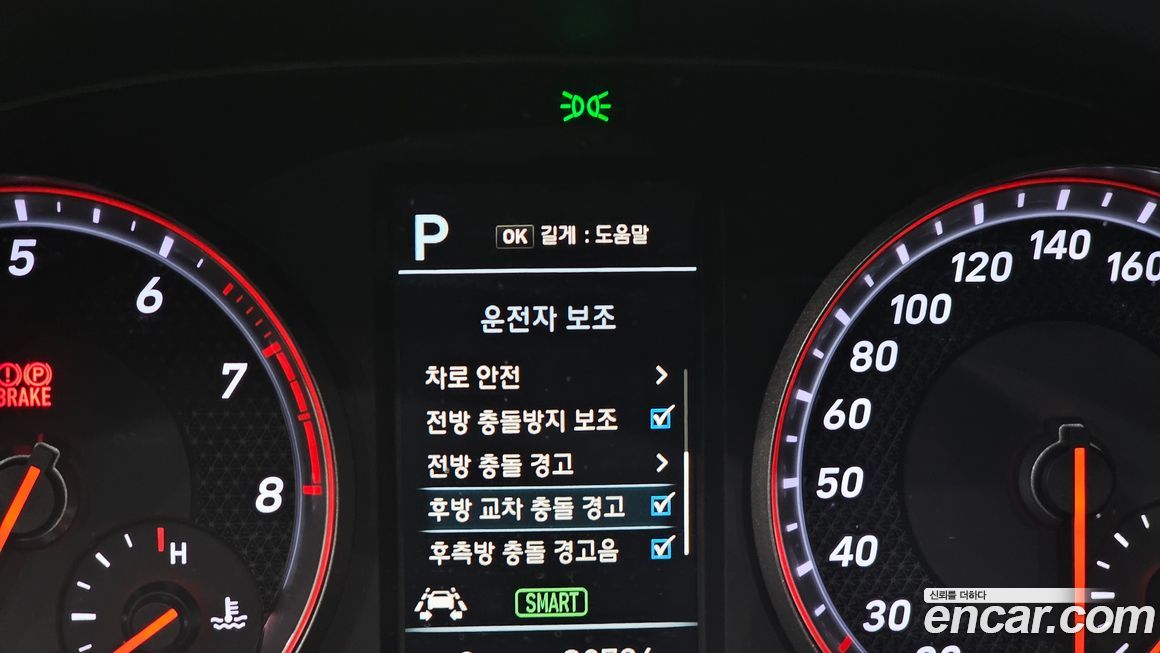 P
OK 길게 : 도움말
운전자 보조
차로 안전
전방 충돌방지 보조
전방 충돌 경고
후방 교차 충돌 경고
후측방 충돌 경고음
SMART
5
6
7
8
H
P
BRAKE
30
40
50
60
80
100
120
140
160
신뢰를 더하다
encar.com